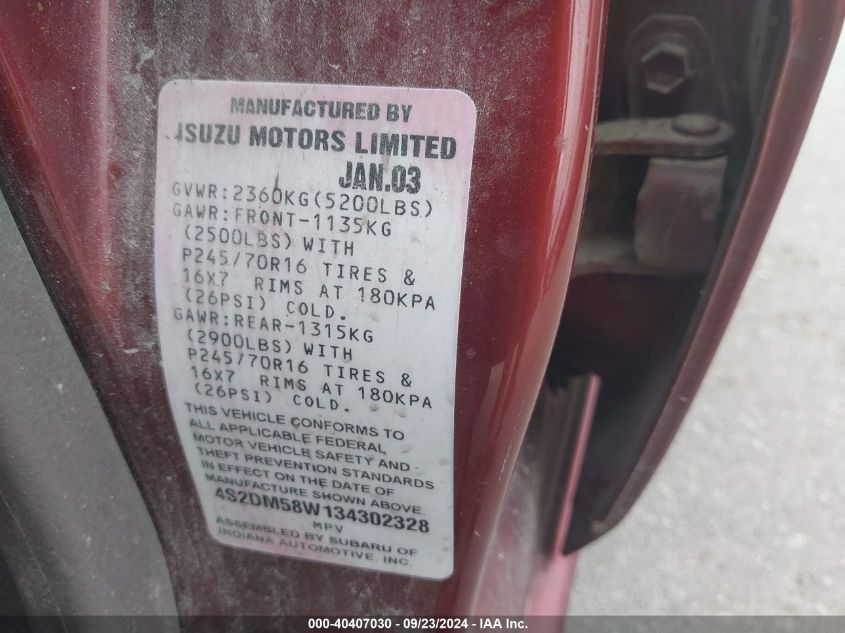 MANUFACTURED BY
ISUZU MOTORS LIMITED
JAN.03
GVWR:2360KG(5200LBS)
GAWR:FRONT-1135KG
(2500LBS) WITH
P245/70R16 TIRES &
16X7 RIMS AT 180KPA
(26PSI) COLD.
GAWR:REAR-1315KG
(2900LBS) WITH
P245/70R16 TIRES &
16X7 RIMS AT 180KPA
(26PSI) COLD.
THIS VEHICLE CONFORMS TO
ALL APPLICABLE FEDERAL
MOTOR VEHICLE SAFETY AND
THEFT PREVENTION STANDARDS
IN EFFECT ON THE DATE OF
MANUFACTURE SHOWN ABOVE.
4S2DM58W134302328
MPV
ASSEMBLED BY SUBARU OF
INDIANA AUTOMOTIVE, INC.
000-40407030 - 09/23/2024 - IAA Inc.